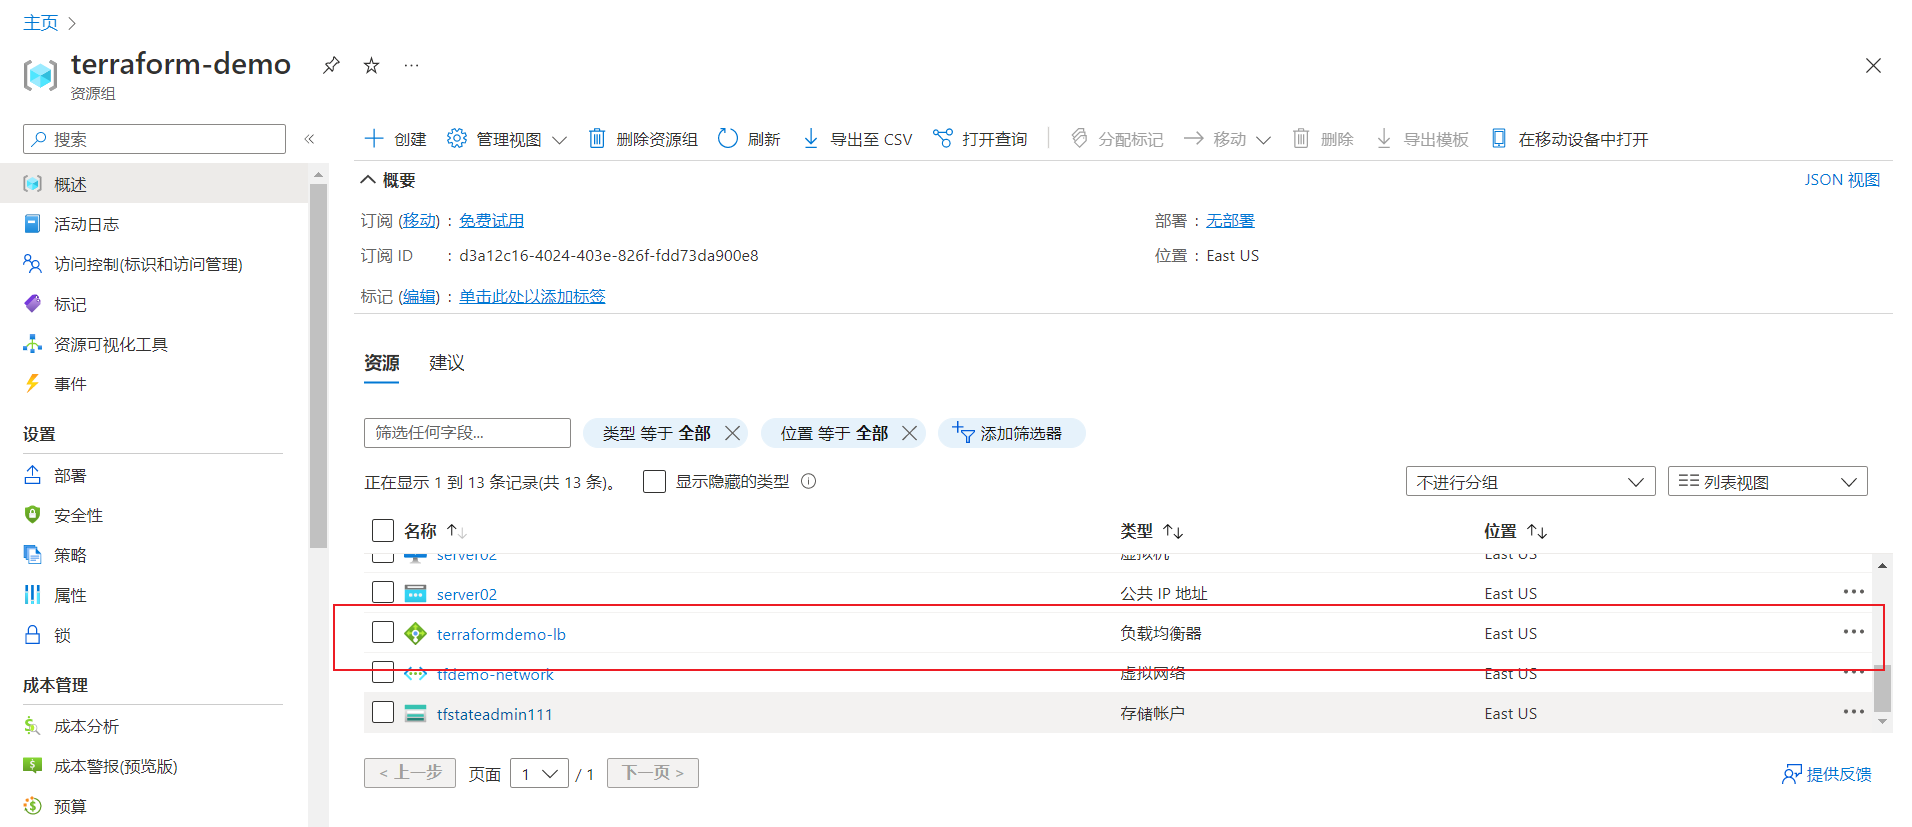 主页 >
terraform-demo
资源组
搜索
«
创建 管理视图 删除资源组 刷新 导出至 CSV 打开查询 分配标记 移动 删除 导出模板 在移动设备中打开
概述
活动日志
访问控制(标识和访问管理)
标记
资源可视化工具
事件
设置
部署
安全性
策略
属性
锁
成本管理
成本分析
成本警报(预览版)
预算
概要
JSON 视图
订阅 (移动) : 免费试用
部署 : 无部署
订阅 ID : d3a12c16-4024-403e-826f-fdd73da900e8
位置 : East US
标记 (编辑) : 单击此处以添加标签
资源 建议
筛选任何字段... 类型 等于 全部 位置 等于 全部 添加筛选器
正在显示 1 到 13 条记录(共 13 条)。 显示隐藏的类型 不进行分组 列表视图
名称 ↑↓ 类型 ↑↓ 位置 ↑↓
server02 虚拟机 East US
server02 公共 IP 地址 East US ...
terraformdemo-lb 负载均衡器 East US ...
tfdemo-network 虚拟网络 East US ...
tfstateadmin111 存储帐户 East US ...
< 上一步 页面 1 / 1 下一页 >
提供反馈